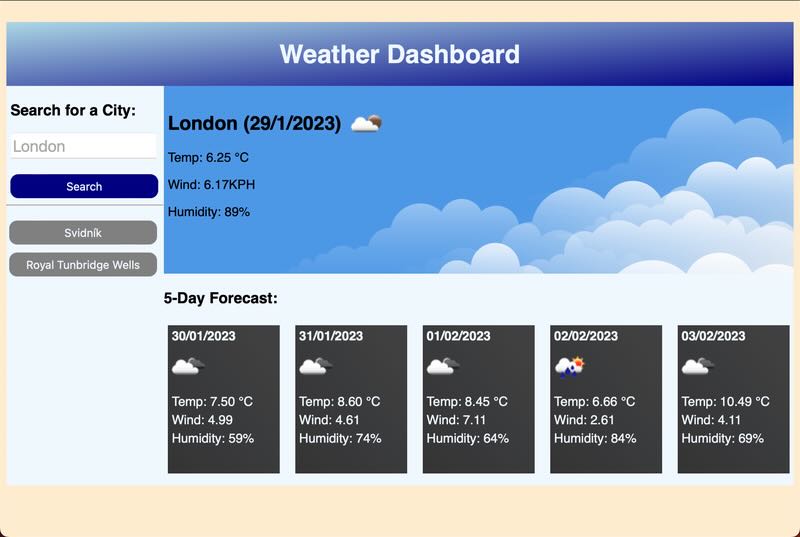 Weather Dashboard
Search for a City:
London
Search
Svidník
Royal Tunbridge Wells
London (29/1/2023)
Temp: 6.25 °C
Wind: 6.17KPH
Humidity: 89%
5-Day Forecast:
30/01/2023
Temp: 7.50 °C
Wind: 4.99
Humidity: 59%
31/01/2023
Temp: 8.60 °C
Wind: 4.61
Humidity: 74%
01/02/2023
Temp: 8.45 °C
Wind: 7.11
Humidity: 64%
02/02/2023
Temp: 6.66 °C
Wind: 2.61
Humidity: 84%
03/02/2023
Temp: 10.49 °C
Wind: 4.11
Humidity: 69%